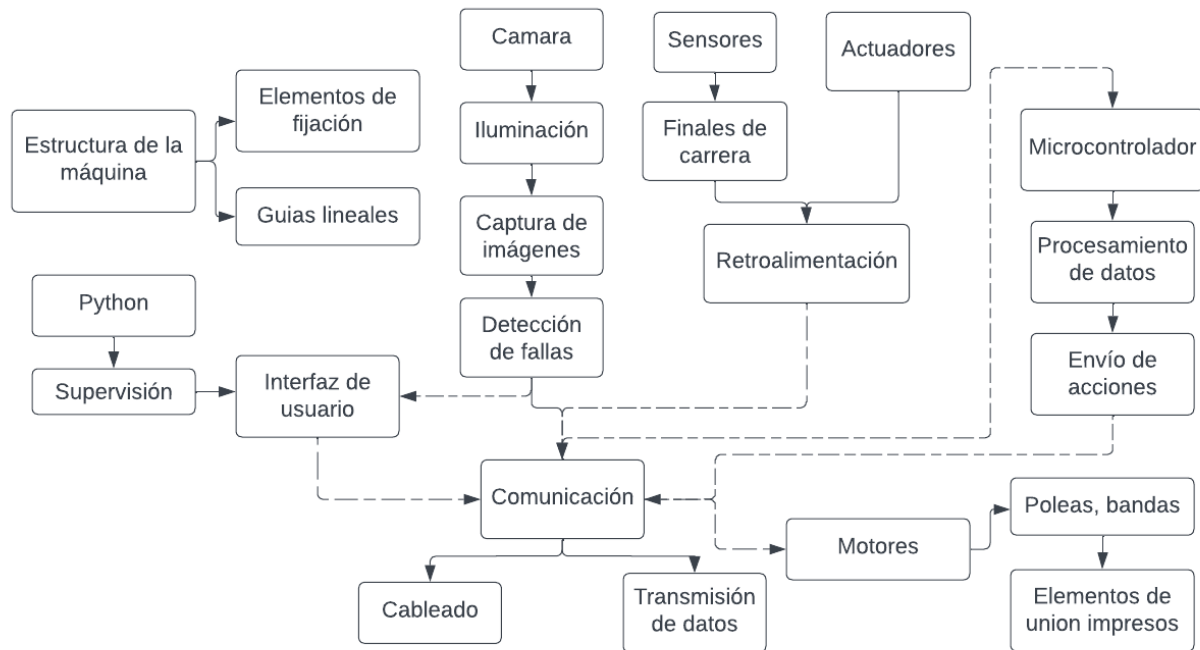 Camara
Sensores
Actuadores
Elementos de
fijación
Estructura de la
máquina
Iluminación
Finales de
carrera
Microcontrolador
Guias lineales
Captura de
imágenes
Retroalimentación
Procesamiento
de datos
Python
Detección
de fallas
Supervisión
Interfaz de
usuario
Envío de
acciones
Comunicación
Poleas, bandas
Motores
Cableado
Transmisión
de datos
Elementos de
union impresos